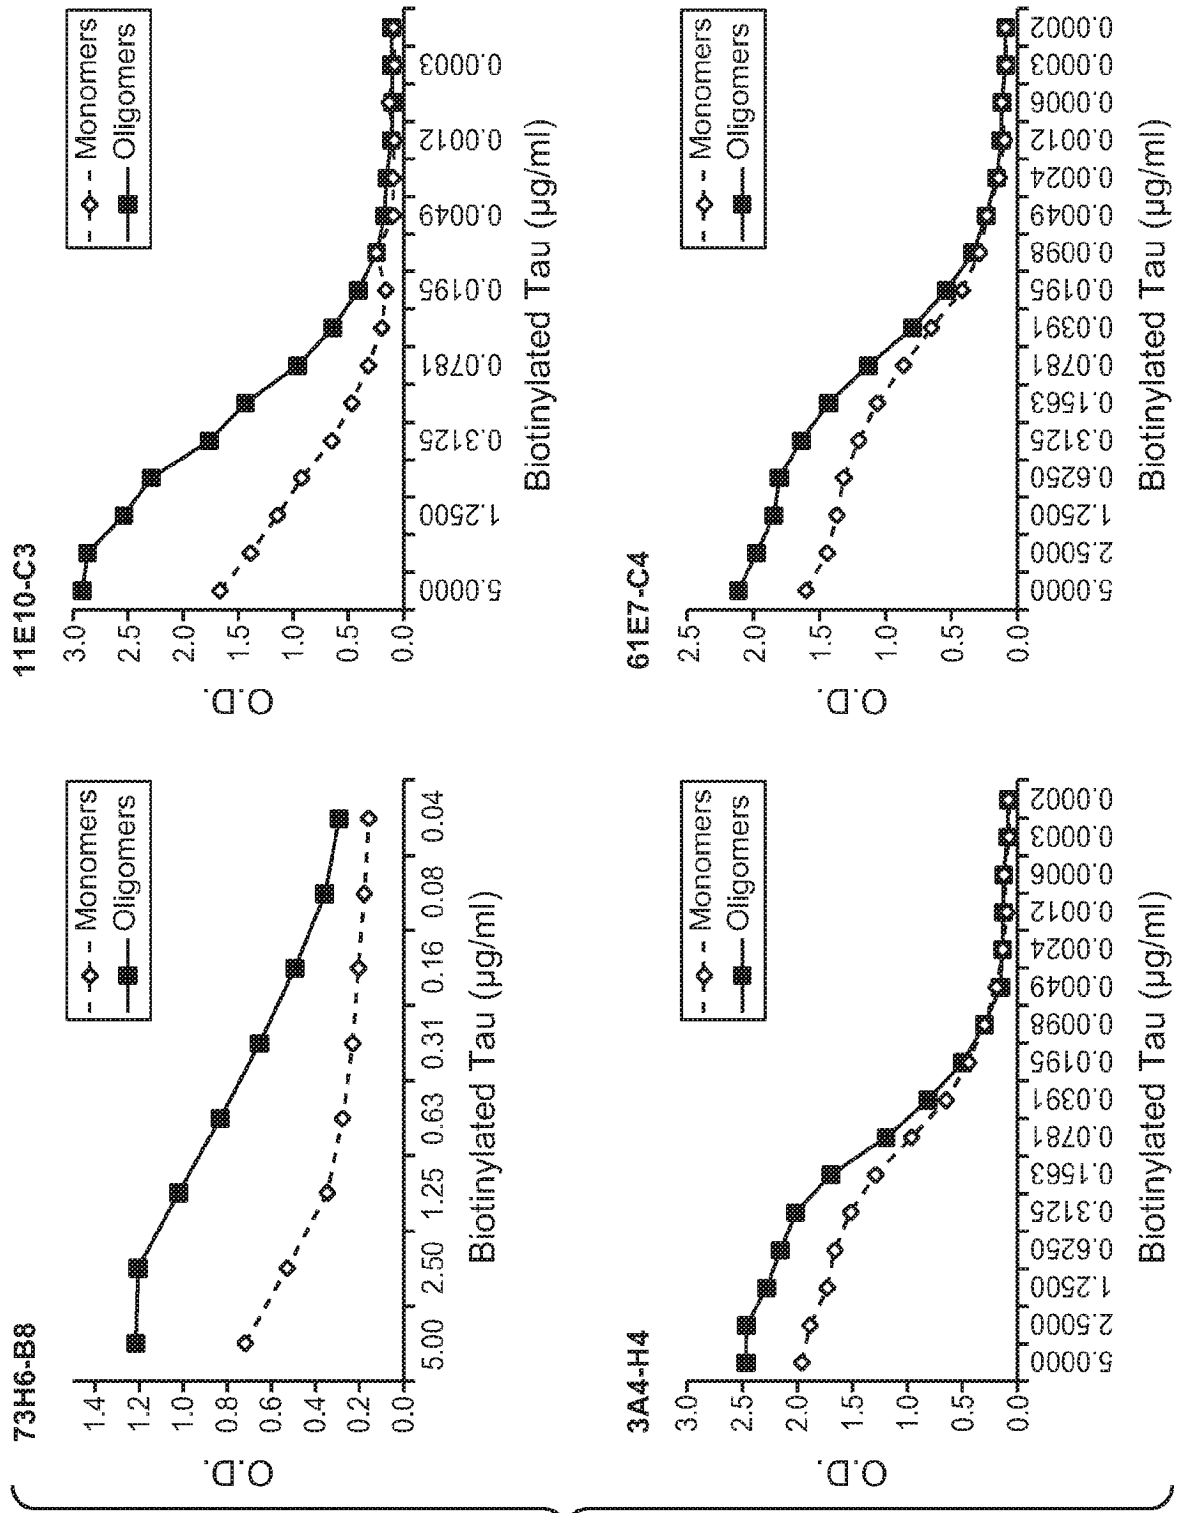 73H6-B8
O.D.
1.4
1.2
1.0
0.8
0.6
0.4
0.2
0.0
5.00 2.50 1.25 0.63 0.31 0.16 0.08 0.04
Biotinylated Tau (µg/ml)
Monomers
Oligomers
11E10-C3
O.D.
3.0
2.5
2.0
1.5
1.0
0.5
0.0
5.0000 1.2500 0.3125 0.0781 0.0195 0.0049 0.0012 0.0003
Biotinylated Tau (µg/ml)
Monomers
Oligomers
3A4-H4
O.D.
3.0
2.5
2.0
1.5
1.0
0.5
0.0
5.0000 2.5000 1.2500 0.6250 0.3125 0.1563 0.0781 0.0391 0.0195 0.0098 0.0049 0.0024 0.0012 0.0006 0.0003 0.0002
Biotinylated Tau (µg/ml)
Monomers
Oligomers
61E7-C4
O.D.
2.5
2.0
1.5
1.0
0.5
0.0
5.0000 2.5000 1.2500 0.6250 0.3125 0.1563 0.0781 0.0391 0.0195 0.0098 0.0049 0.0024 0.0012 0.0006 0.0003 0.0002
Biotinylated Tau (µg/ml)
Monomers
Oligomers